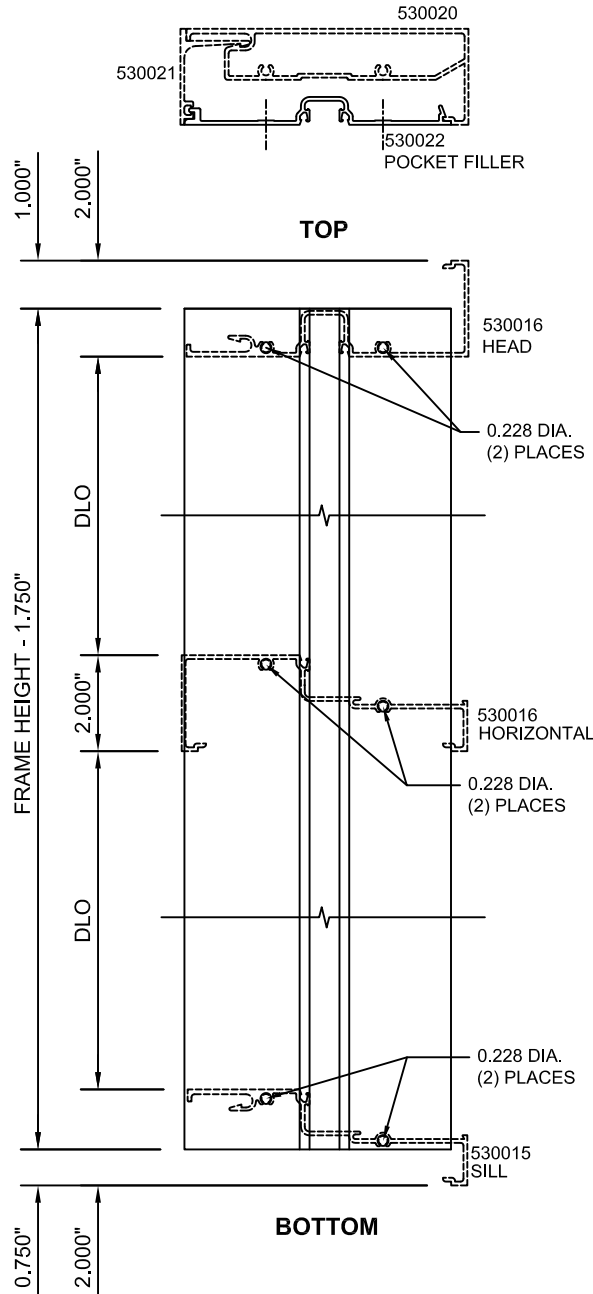 530020
530021
530022
POCKET FILLER
1.000"
2.000"
TOP
530016
HEAD
0.228 DIA.
(2) PLACES
DLO
FRAME HEIGHT - 1.750"
2.000"
530016
HORIZONTAL
0.228 DIA.
(2) PLACES
DLO
0.228 DIA.
(2) PLACES
530015
SILL
0.750"
2.000"
BOTTOM